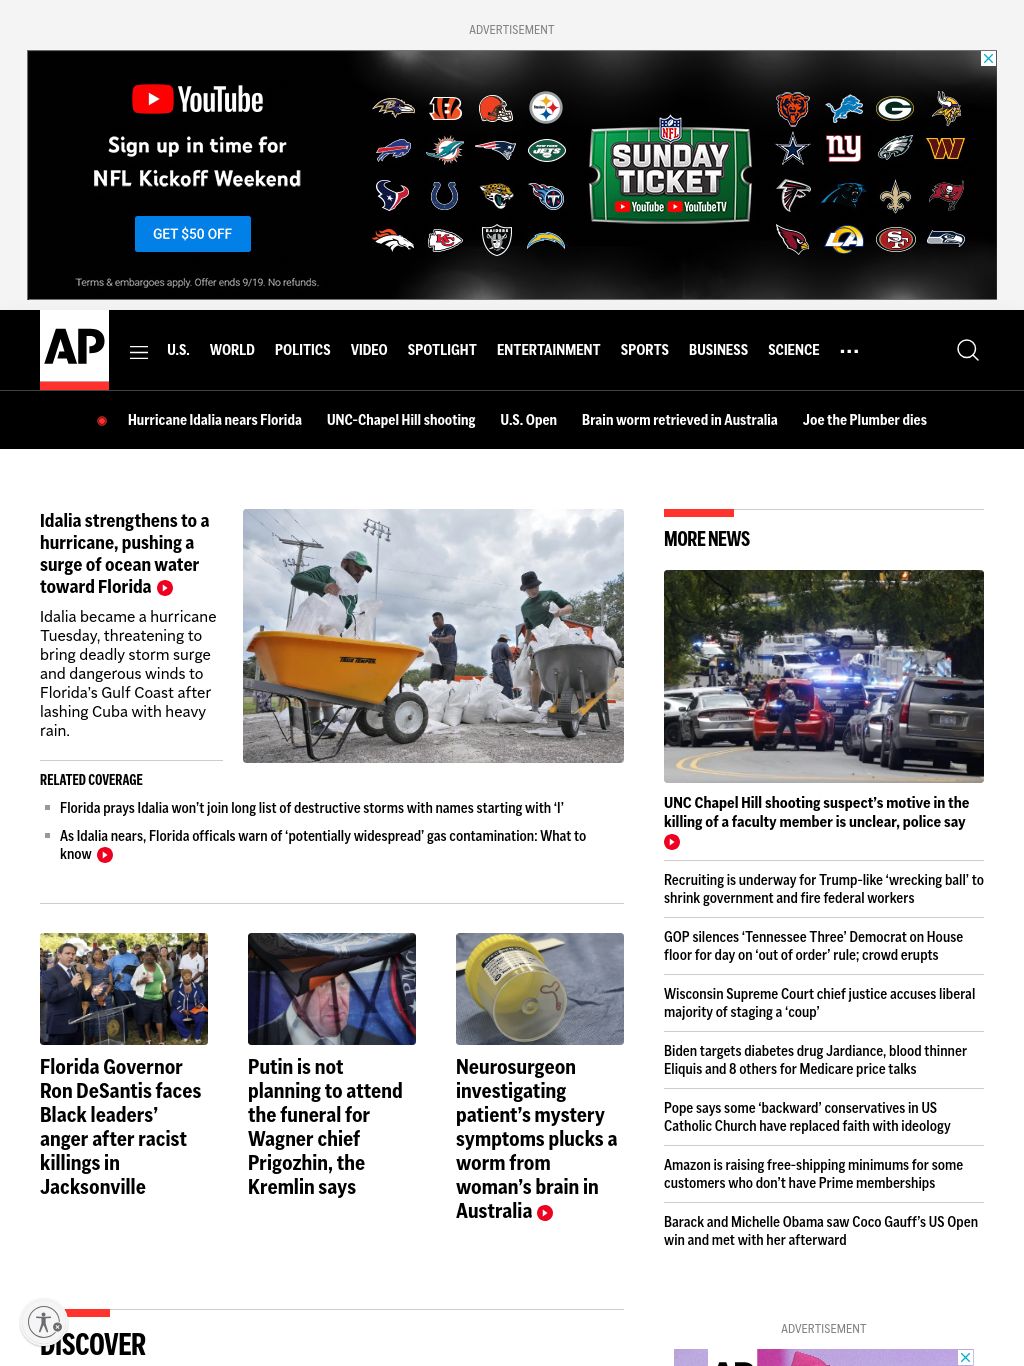 ADVERTISEMENT
YouTube
Sign up in time for
NFL Kickoff Weekend
GET $50 OFF
Terms & embargoes apply. Offer ends 9/19. No refunds.
NFL
SUNDAY
TICKET
YouTube YouTubeTV
AP
U.S. WORLD POLITICS VIDEO SPOTLIGHT ENTERTAINMENT SPORTS BUSINESS SCIENCE
Hurricane Idalia nears Florida UNC-Chapel Hill shooting U.S. Open Brain worm retrieved in Australia Joe the Plumber dies
Idalia strengthens to a
hurricane, pushing a
surge of ocean water
toward Florida
Idalia became a hurricane
Tuesday, threatening to
bring deadly storm surge
and dangerous winds to
Florida's Gulf Coast after
lashing Cuba with heavy
rain.
RELATED COVERAGE
Florida prays Idalia won’t join long list of destructive storms with names starting with ‘I’
As Idalia nears, Florida officals warn of ‘potentially widespread’ gas contamination: What to
know
Florida Governor
Ron DeSantis faces
Black leaders’
anger after racist
killings in
Jacksonville
Putin is not
planning to attend
the funeral for
Wagner chief
Prigozhin, the
Kremlin says
Neurosurgeon
investigating
patient’s mystery
symptoms plucks a
worm from
woman’s brain in
Australia
MORE NEWS
UNC Chapel Hill shooting suspect’s motive in the
killing of a faculty member is unclear, police say
Recruiting is underway for Trump-like ‘wrecking ball’ to
shrink government and fire federal workers
GOP silences ‘Tennessee Three’ Democrat on House
floor for day on ‘out of order’ rule; crowd erupts
Wisconsin Supreme Court chief justice accuses liberal
majority of staging a ‘coup’
Biden targets diabetes drug Jardiance, blood thinner
Eliquis and 8 others for Medicare price talks
Pope says some ‘backward’ conservatives in US
Catholic Church have replaced faith with ideology
Amazon is raising free-shipping minimums for some
customers who don’t have Prime memberships
Barack and Michelle Obama saw Coco Gauff’s US Open
win and met with her afterward
DISCOVER
ADVERTISEMENT
AP